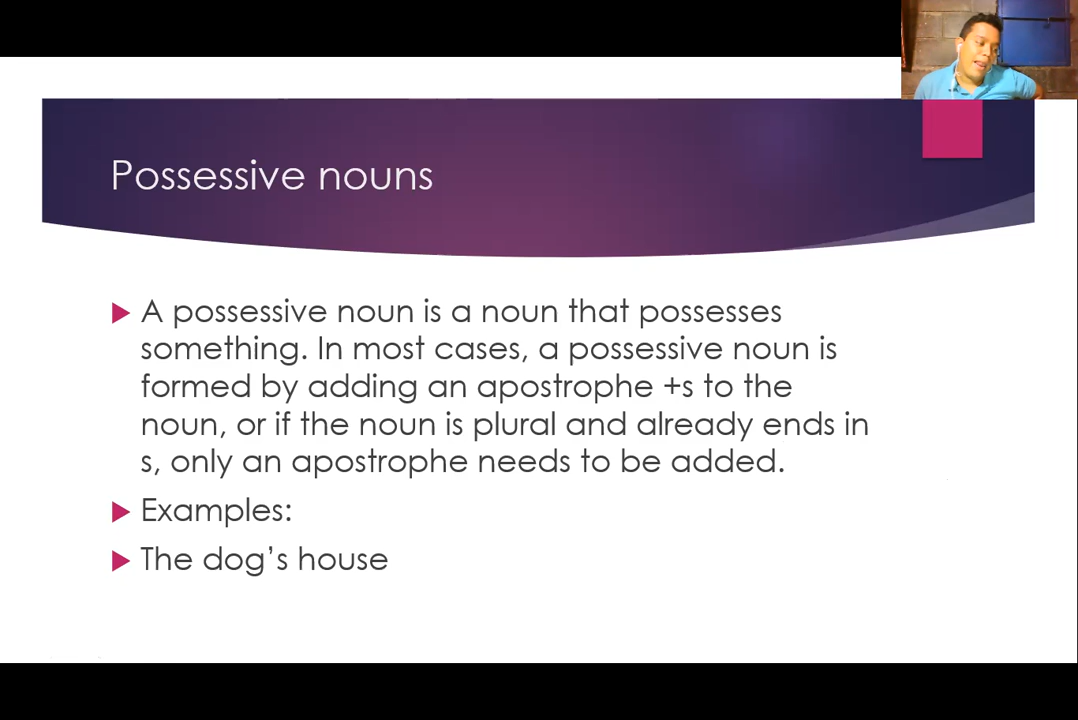 Possessive nouns
A possessive noun is a noun that possesses
something. In most cases, a possessive noun is
formed by adding an apostrophe +s to the
noun, or if the noun is plural and already ends in
s, only an apostrophe needs to be added.
Examples:
The dog’s house